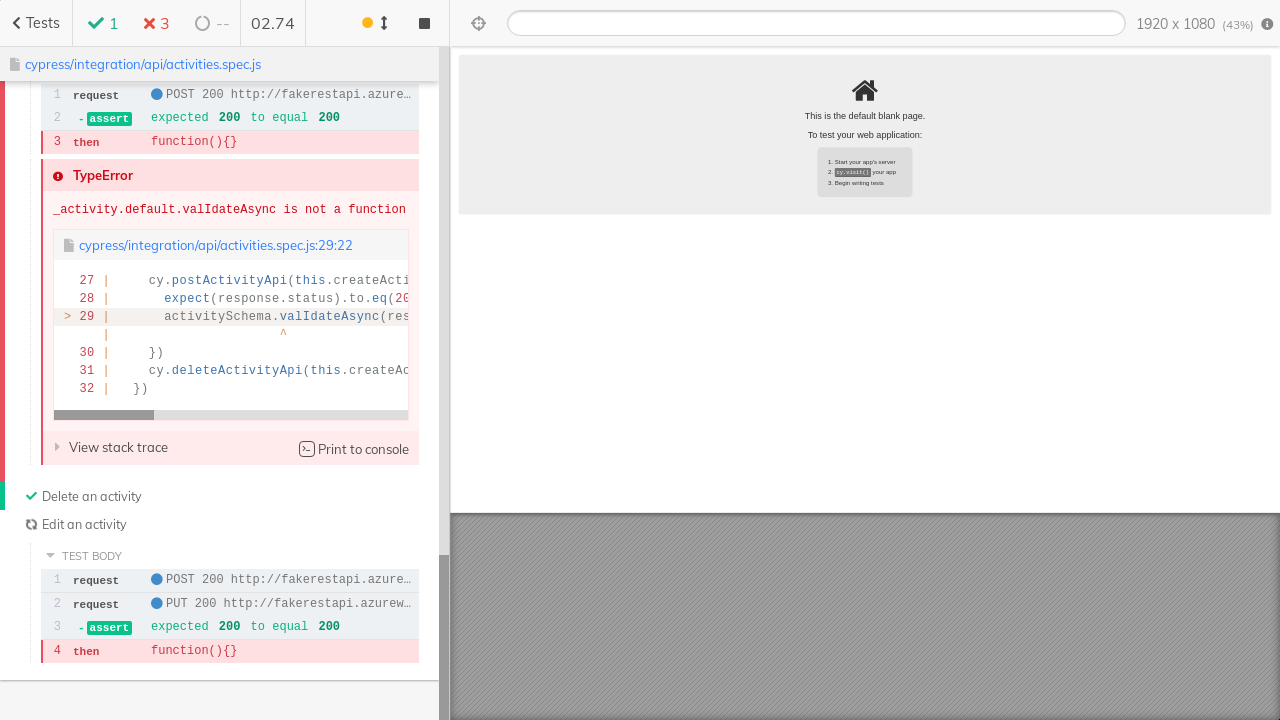 Tests 1 3 -- 02.74 1920 x 1080 (43%)
cypress/integration/api/activities.spec.js
1 request POST 200 http://fakerestapi.azure…
2 -assert expected 200 to equal 200
3 then function(){}
TypeError
_activity.default.valIdateAsync is not a function
cypress/integration/api/activities.spec.js:29:22
27 | cy.postActivityApi(this.createActi
28 | expect(response.status).to.eq(20
> 29 | activitySchema.valIdateAsync(res
| ^
30 | })
31 | cy.deleteActivityApi(this.createAc
32 | })
View stack trace Print to console
Delete an activity
Edit an activity
TEST BODY
1 request POST 200 http://fakerestapi.azure…
2 request PUT 200 http://fakerestapi.azurew…
3 -assert expected 200 to equal 200
4 then function(){}
This is the default blank page.
To test your web application:
1. Start your app's server
2. cy.visit() your app
3. Begin writing tests